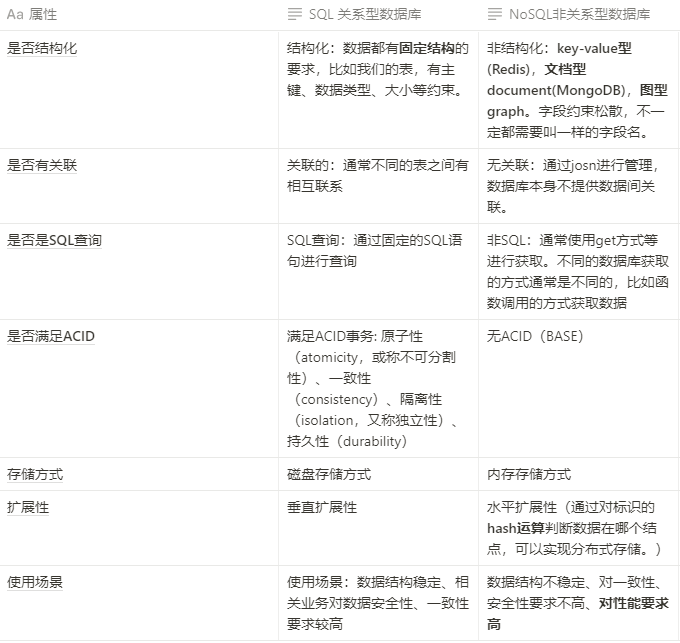 Aa 属性
SQL 关系型数据库
NoSQL非关系型数据库
是否结构化
结构化：数据都有固定结构的
要求，比如我们的表，有主
键、数据类型、大小等约束。
非结构化：key-value型
(Redis)，文档型
document(MongoDB)，图型
graph。字段约束松散，不一
定都需要叫一样的字段名。
是否有关联
关联的：通常不同的表之间有
相互联系
无关联：通过josn进行管理，
数据库本身不提供数据间关
联。
是否是SQL查询
SQL查询：通过固定的SQL语
句进行查询
非SQL：通常使用get方式等
进行获取。不同的数据库获取
的方式通常是不同的，比如函
数调用的方式获取数据
是否满足ACID
满足ACID事务: 原子性
（atomicity，或称不可分割
性）、一致性
（consistency）、隔离性
（isolation，又称独立性）、
持久性（durability）
无ACID（BASE）
存储方式
磁盘存储方式
内存存储方式
扩展性
垂直扩展性
水平扩展性（通过对标识的
hash运算判断数据在哪个结
点，可以实现分布式存储。）
使用场景
使用场景：数据结构稳定、相
关业务对数据安全性、一致性
要求较高
数据结构不稳定、对一致性、
安全性要求不高、对性能要求
高